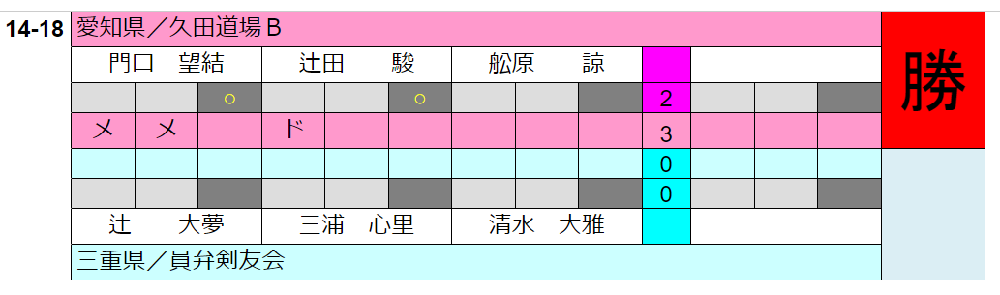 14-18 愛知県／久田道場Ｂ
勝
門口　望結 辻田　　駿 舩原　　諒
○ ○ 2
メ メ ド 3
0
0
辻　　大夢 三浦　心里 清水　大雅
三重県／員弁剣友会